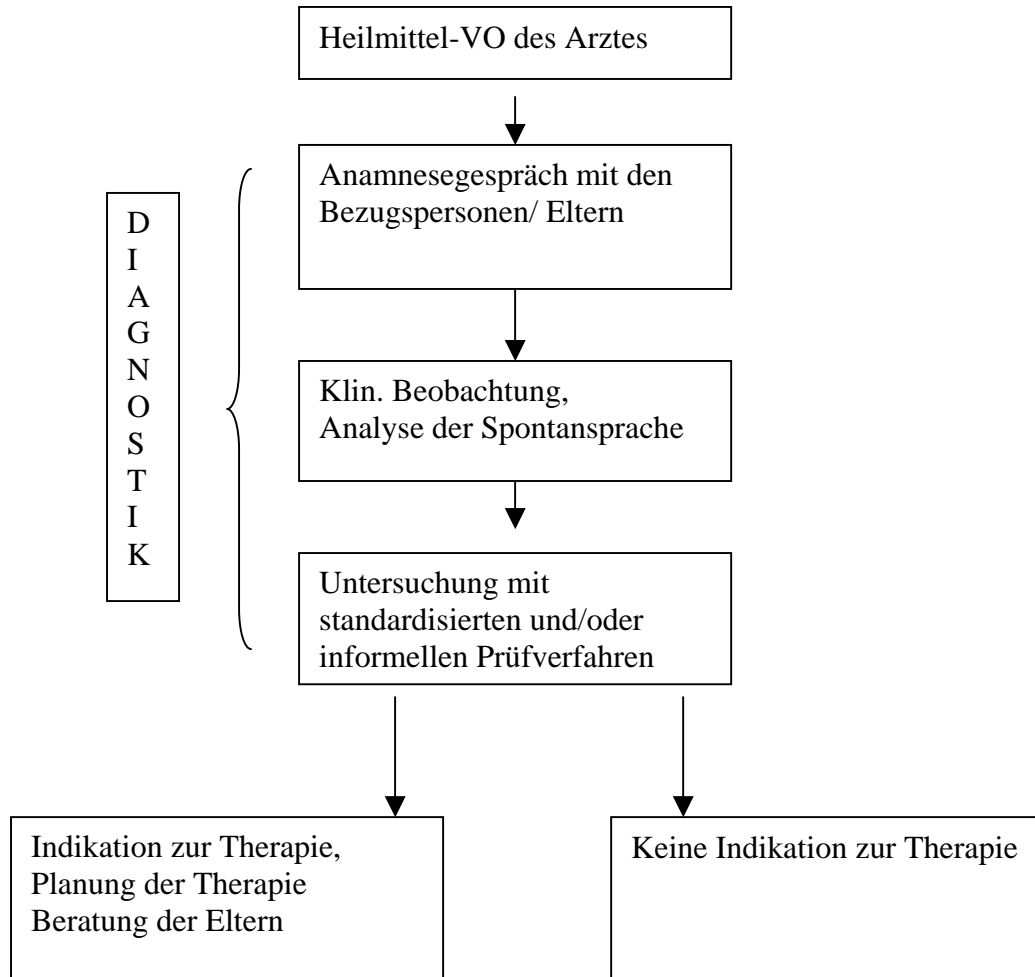 Heilmittel-VO des Arztes
Anamnesegespräch mit den
Bezugspersonen/ Eltern
D
I
A
G
N
O
S
T
I
K
Klin. Beobachtung,
Analyse der Spontansprache
Untersuchung mit
standardisierten und/oder
informellen Prüfverfahren
Indikation zur Therapie,
Planung der Therapie
Beratung der Eltern
Keine Indikation zur Therapie